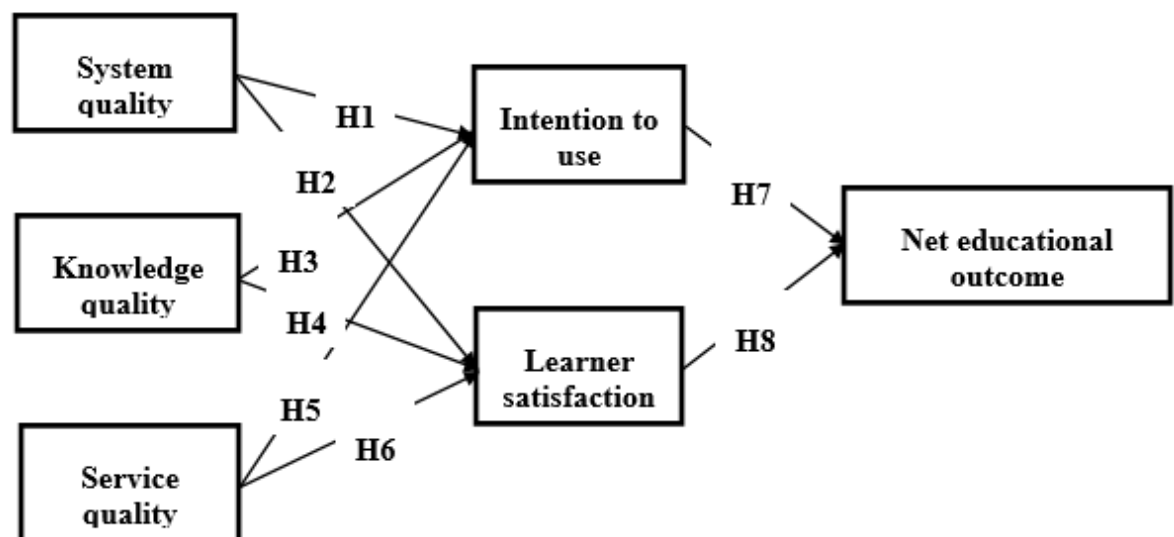 System
quality
H1
Intention to
use
H2
H7
Knowledge
quality
H3
Net educational
outcome
H4
Learner
satisfaction
H8
H5
H6
Service
quality